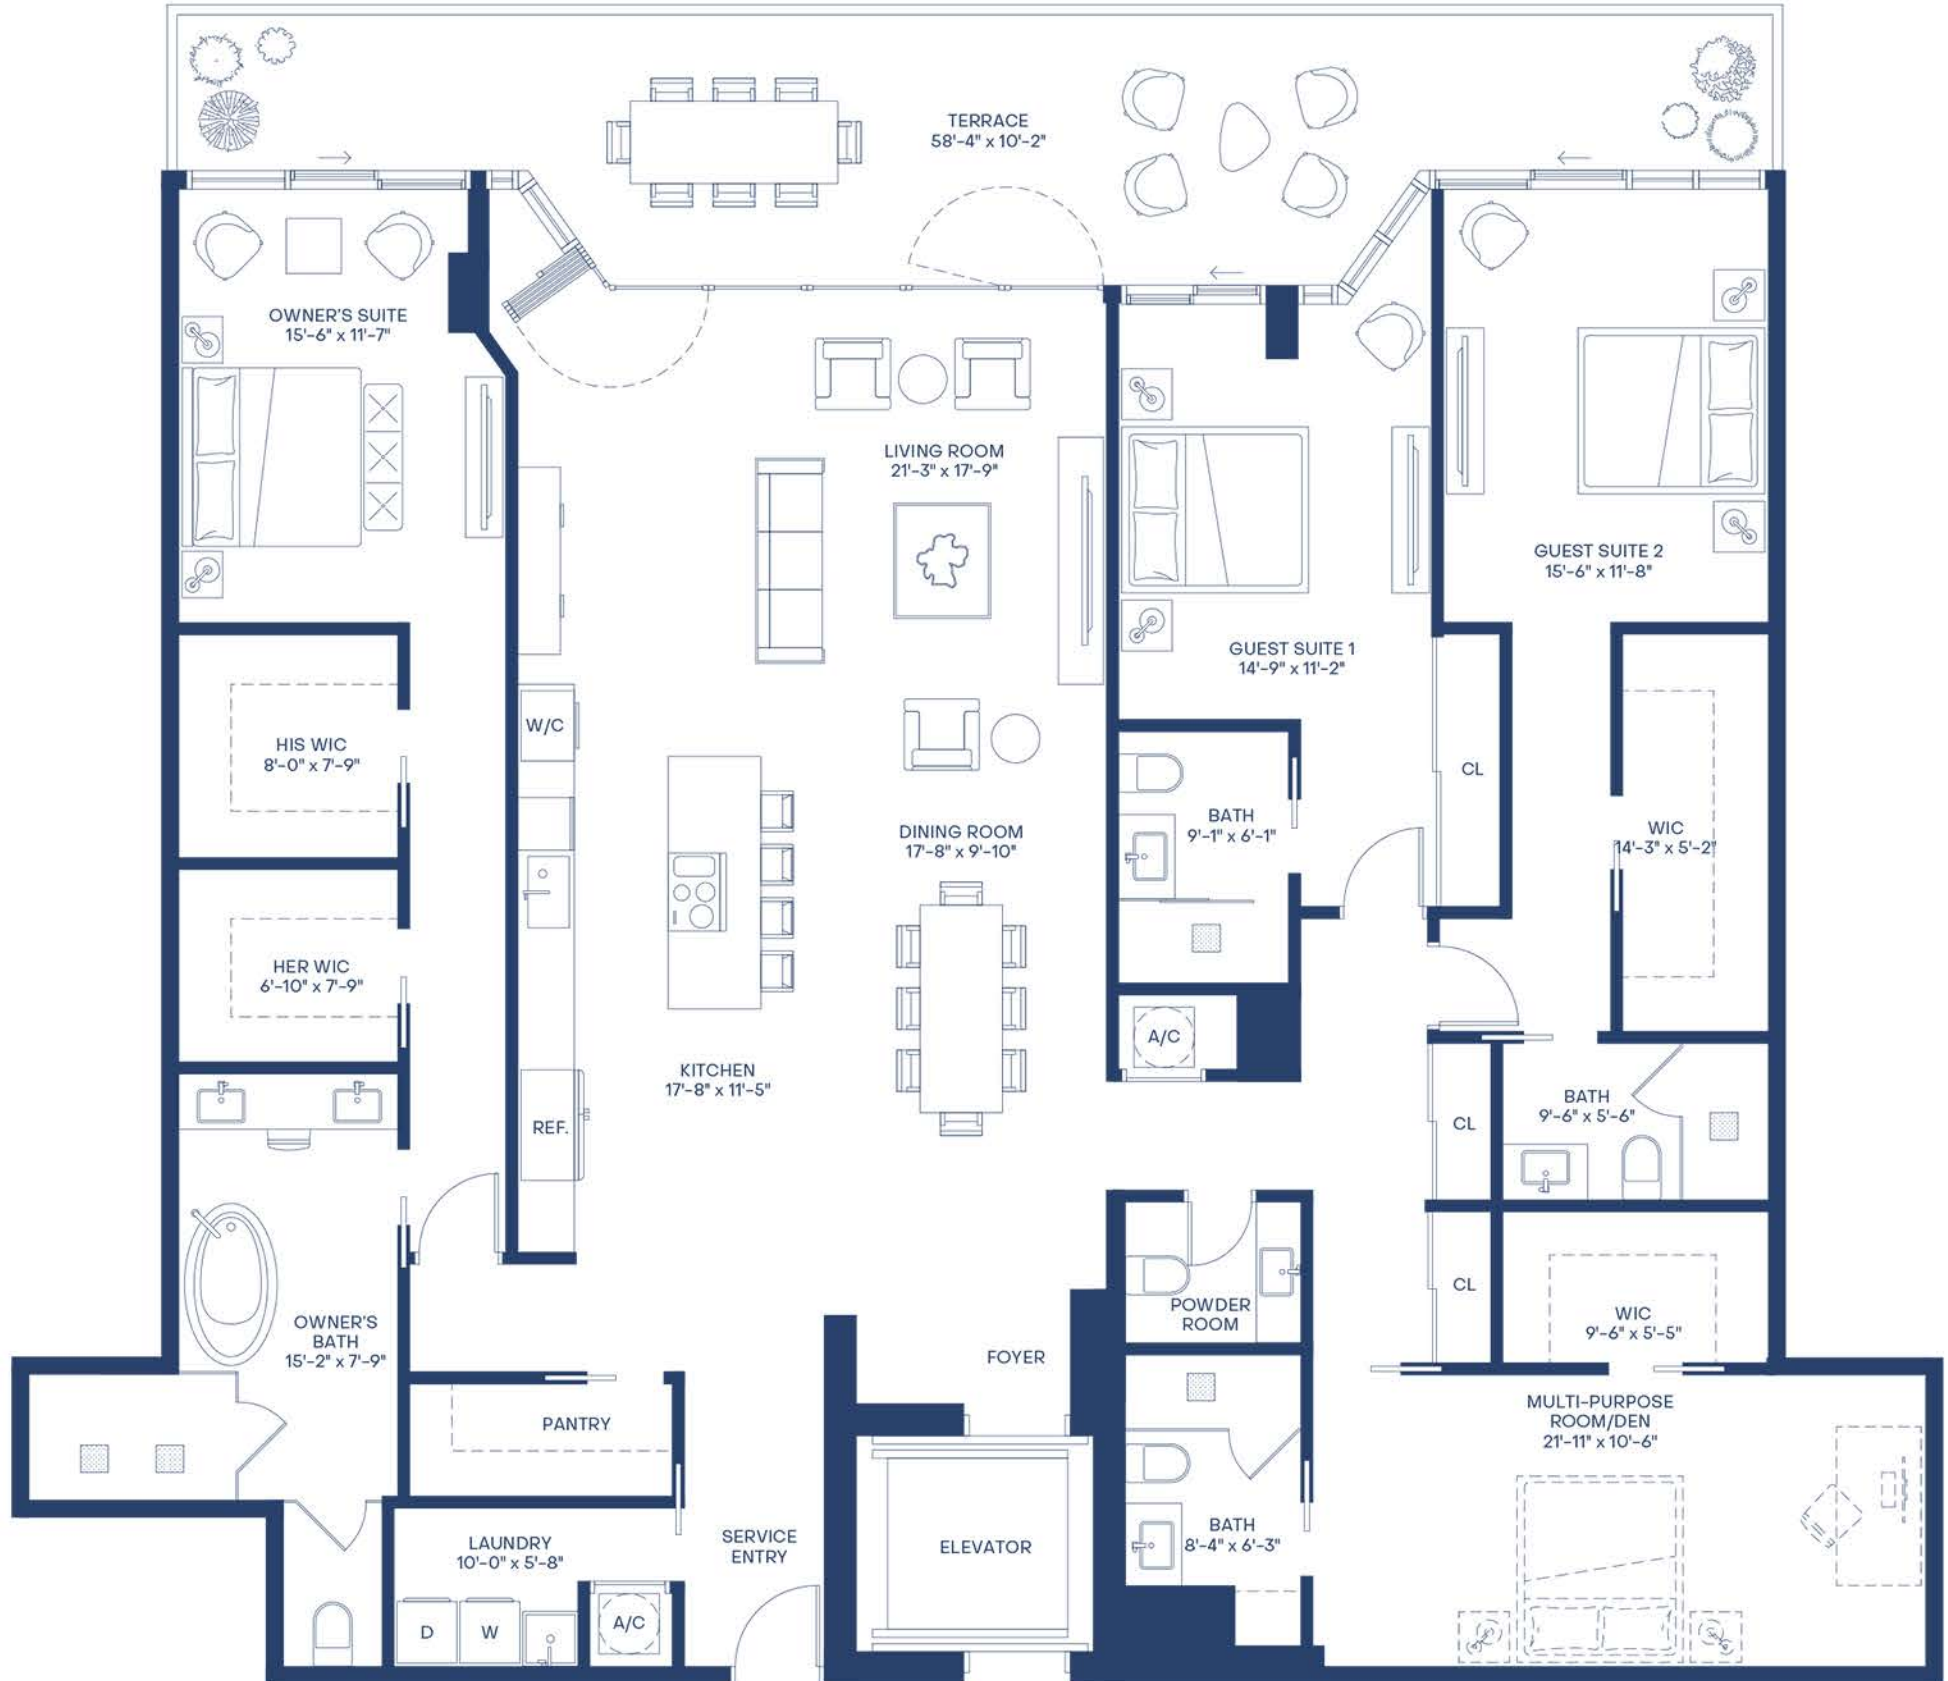 TERRACE
58'-4" x 10'-2"
OWNER'S SUITE
15'-6" x 11'-7"
LIVING ROOM
21'-3" x 17'-9"
GUEST SUITE 2
15'-6" x 11'-8"
GUEST SUITE 1
14'-9" x 11'-2"
HIS WIC
8'-0" x 7'-9"
W/C
CL
BATH
9'-1" x 6'-1"
DINING ROOM
17'-8" x 9'-10"
WIC
14'-3" x 5'-2"
HER WIC
6'-10" x 7'-9"
A/C
KITCHEN
17'-8" x 11'-5"
REF.
CL
BATH
9'-6" x 5'-6"
OWNER'S
BATH
15'-2" x 7'-9"
POWDER
ROOM
CL
WIC
9'-6" x 5'-5"
FOYER
PANTRY
MULTI-PURPOSE
ROOM/DEN
21'-11" x 10'-6"
LAUNDRY
10'-0" x 5'-8"
SERVICE
ENTRY
ELEVATOR
BATH
8'-4" x 6'-3"
D
W
A/C